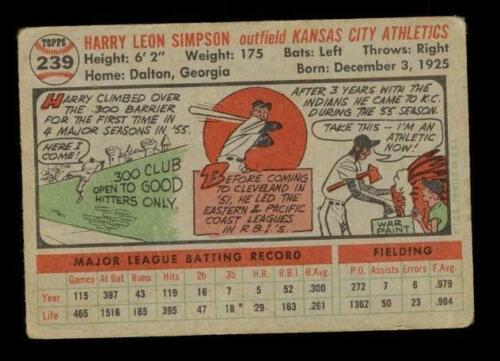 TOPPS
239
HARRY LEON SIMPSON outfield KANSAS CITY ATHLETICS
Height: 6' 2" Weight: 175 Bats: Left Throws: Right
Home: Dalton, Georgia Born: December 3, 1925
HARRY CLIMBED OVER
THE .300 BARRIER
FOR THE FIRST TIME IN
4 MAJOR SEASONS IN '55.
HERE I
COME!
.300 CLUB
OPEN TO GOOD
HITTERS ONLY.
BEFORE COMING
TO CLEVELAND IN
'51, HE LED THE
EASTERN & PACIFIC
COAST LEAGUES
IN R.B.I.'S.
AFTER 3 YEARS WITH THE
INDIANS HE CAME TO K.C.
DURING THE '55 SEASON.
TAKE THIS - I'M AN
ATHLETIC NOW!
WAR
PAINT
MAJOR LEAGUE BATTING RECORD FIELDING
Games At Bat Runs Hits 2b 3b H.R. R.B.I. B.Avg. P.O. Assists Errors F.Avg.
Year 115 397 43 119 16 7 5 52 .300 272 7 6 .979
Life 465 1516 185 395 47 18 29 163 .261 1362 50 23 .984